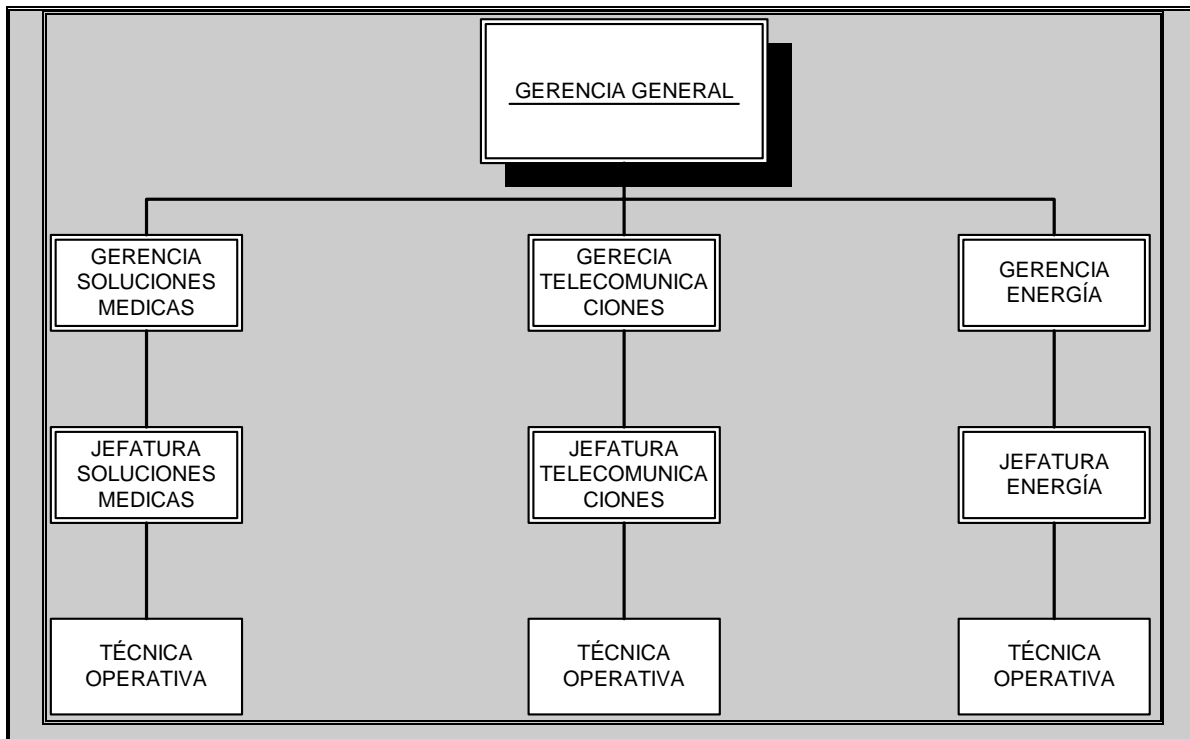 GERENCIA GENERAL
GERENCIA
SOLUCIONES
MEDICAS
GERECIA
TELECOMUNICA
CIONES
GERENCIA
ENERGÍA
JEFATURA
SOLUCIONES
MEDICAS
JEFATURA
TELECOMUNICA
CIONES
JEFATURA
ENERGÍA
TÉCNICA
OPERATIVA
TÉCNICA
OPERATIVA
TÉCNICA
OPERATIVA